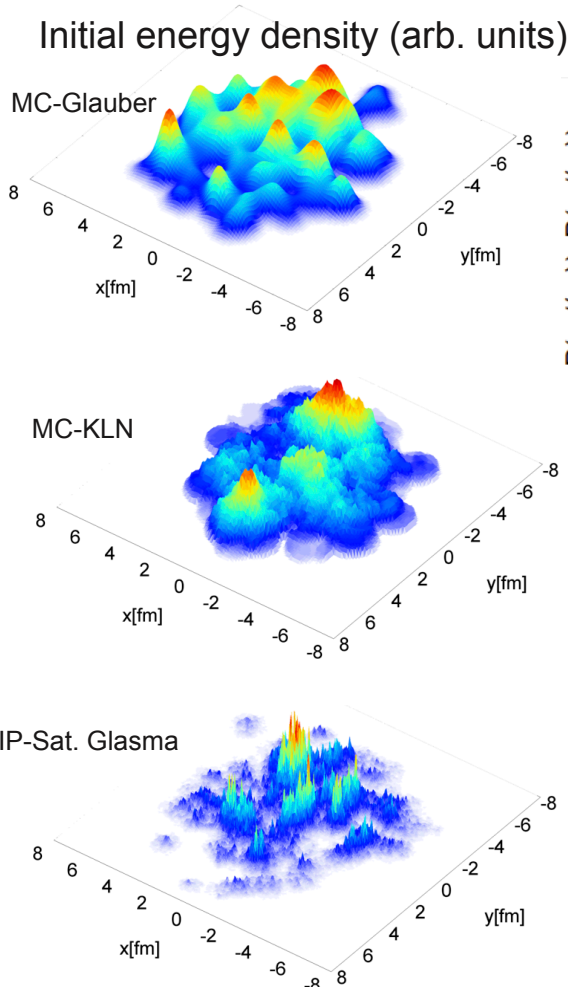 Initial energy density (arb. units)
MC-Glauber
8 6 4 2 0 -2 -4 -6 -8
x[fm]
8 6 4 2 0 -2 -4 -6 -8
y[fm]
MC-KLN
8 6 4 2 0 -2 -4 -6 -8
x[fm]
8 6 4 2 0 -2 -4 -6 -8
y[fm]
IP-Sat. Glasma
8 6 4 2 0 -2 -4 -6 -8
x[fm]
8 6 4 2 0 -2 -4 -6 -8
y[fm]